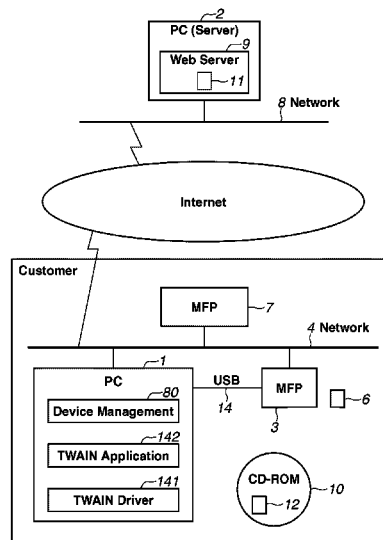 2
PC (Server)
9
Web Server
11
8 Network
Internet
Customer
MFP
7
4 Network
1
PC
USB
14
MFP
3
6
80
Device Management
142
TWAIN Application
141
TWAIN Driver
CD-ROM
10
12